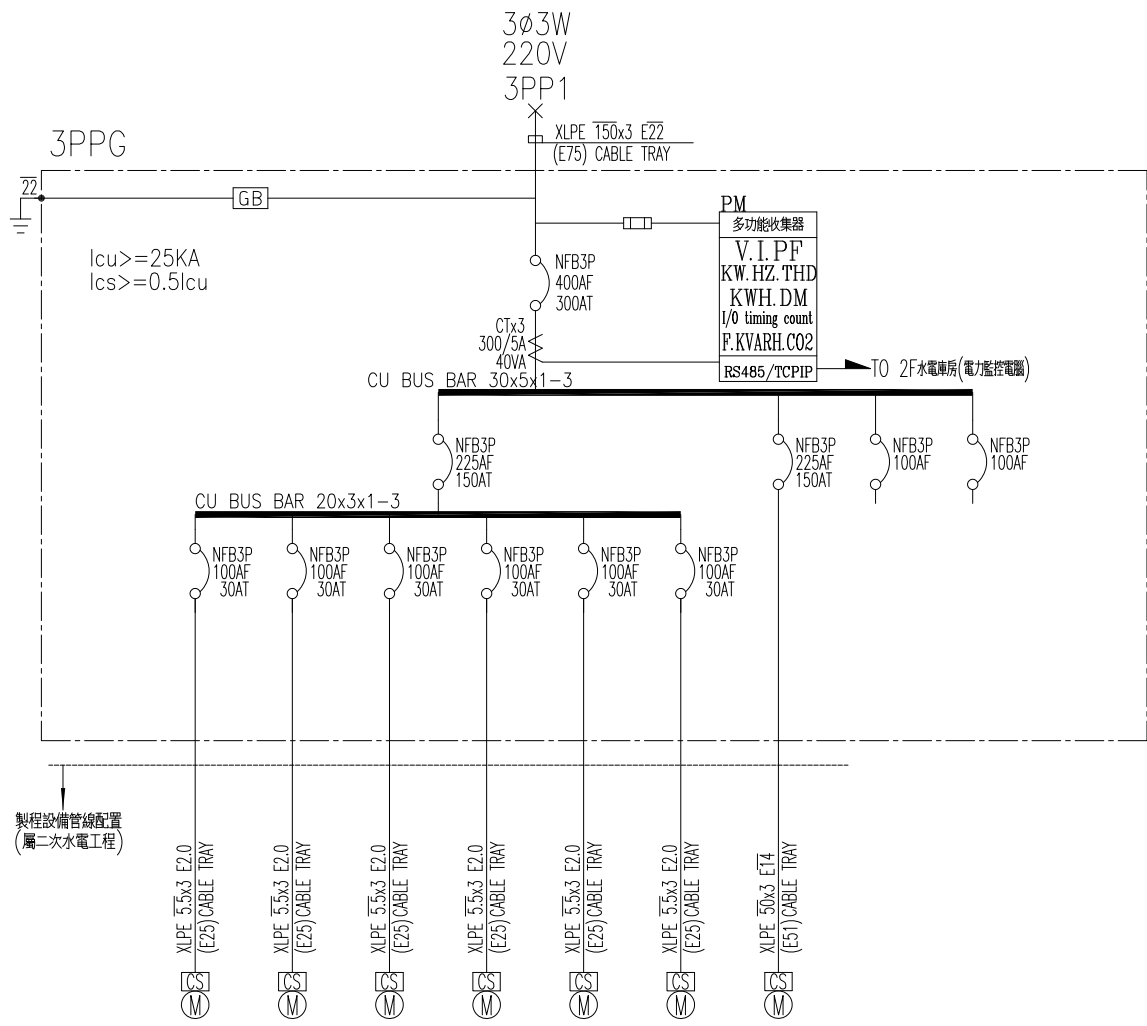 3ø3W
220V
3PP1
XLPE 150x3 E22
(E75) CABLE TRAY
3PPG
22
GB
Icu>=25KA
Ics>=0.5Icu
NFB3P
400AF
300AT
CTx3
300/5A
40VA
PM
多功能收集器
V.I.PF
KW.HZ.THD
KWH.DM
I/O timing count
F.KVARH.CO2
RS485/TCPIP
TO 2F水電庫房(電力監控電腦)
CU BUS BAR 30x5x1-3
NFB3P
225AF
150AT
NFB3P
225AF
150AT
NFB3P
100AF
NFB3P
100AF
CU BUS BAR 20x3x1-3
NFB3P
100AF
30AT
NFB3P
100AF
30AT
NFB3P
100AF
30AT
NFB3P
100AF
30AT
NFB3P
100AF
30AT
NFB3P
100AF
30AT
製程設備管線配置
(屬二次水電工程)
XLPE 5.5x3 E2.0
(E25) CABLE TRAY
XLPE 5.5x3 E2.0
(E25) CABLE TRAY
XLPE 5.5x3 E2.0
(E25) CABLE TRAY
XLPE 5.5x3 E2.0
(E25) CABLE TRAY
XLPE 5.5x3 E2.0
(E25) CABLE TRAY
XLPE 5.5x3 E2.0
(E25) CABLE TRAY
XLPE 50x3 E14
(E51) CABLE TRAY
CS
M
CS
M
CS
M
CS
M
CS
M
CS
M
CS
M